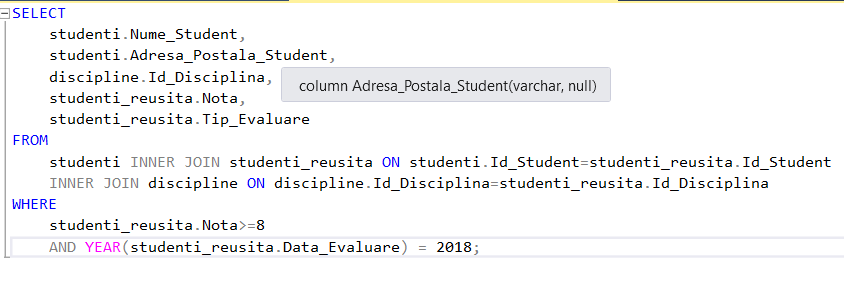 SELECT
studenti.Nume_Student,
studenti.Adresa_Postala_Student,
discipline.Id_Disciplina,
column Adresa_Postala_Student(varchar, null)
studenti_reusita.Nota,
studenti_reusita.Tip_Evaluare
FROM
studenti INNER JOIN studenti_reusita ON studenti.Id_Student=studenti_reusita.Id_Student
INNER JOIN discipline ON discipline.Id_Disciplina=studenti_reusita.Id_Disciplina
WHERE
studenti_reusita.Nota>=8
AND YEAR(studenti_reusita.Data_Evaluare) = 2018;